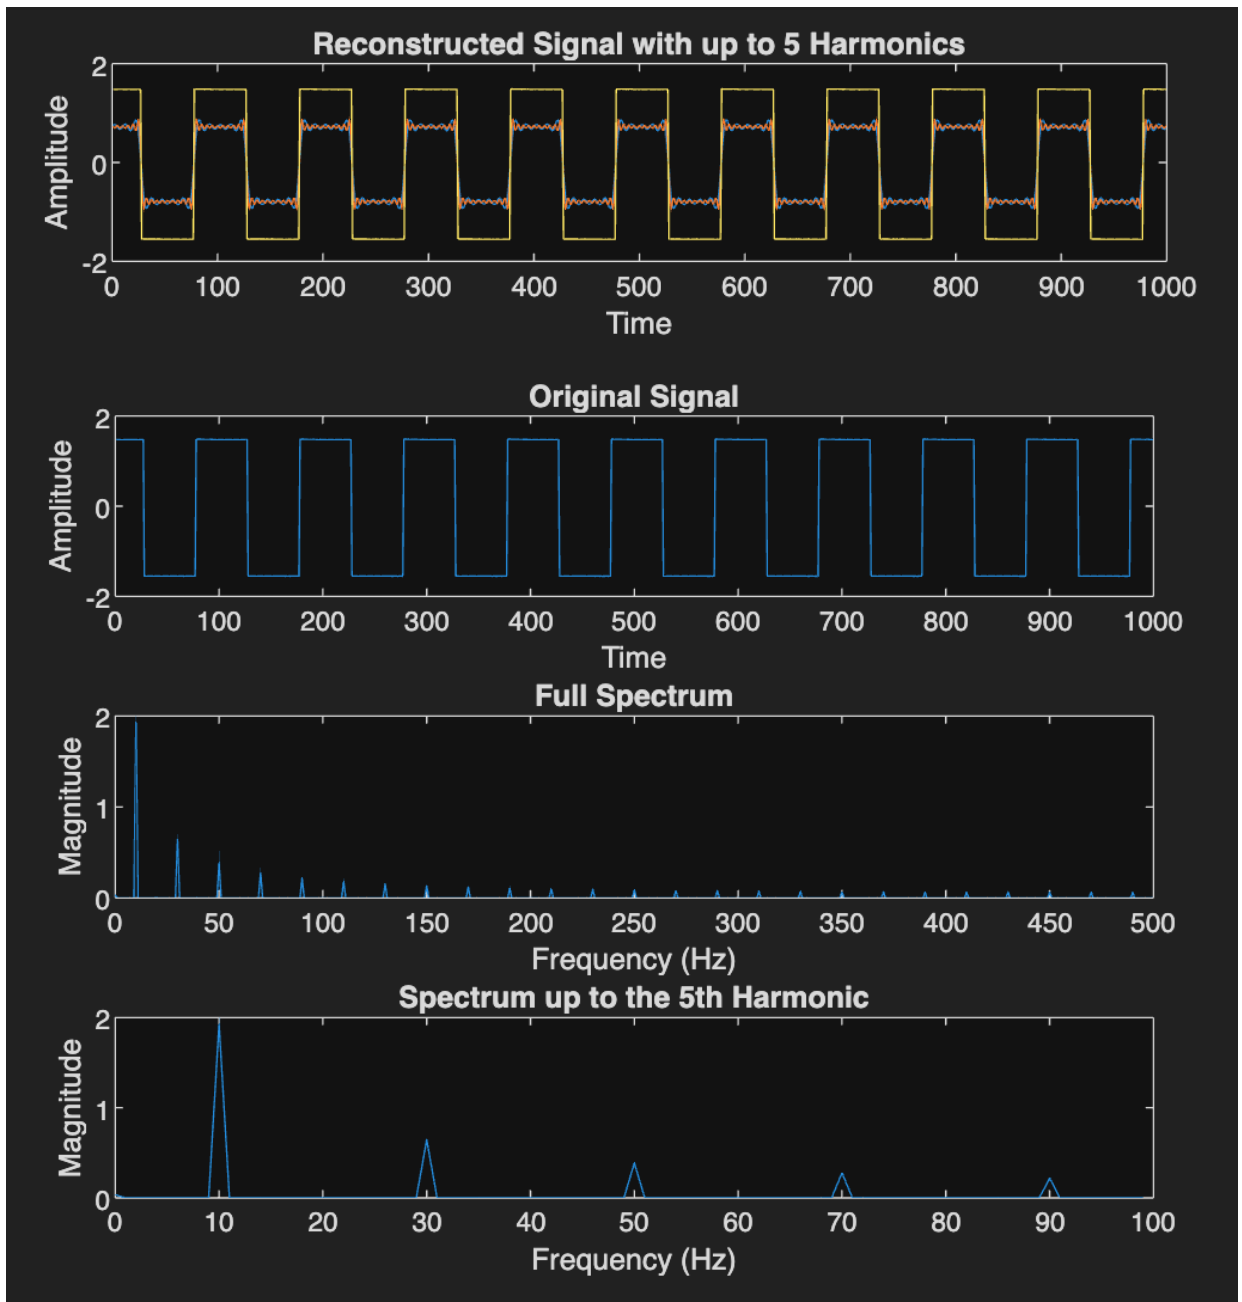 Reconstructed Signal with up to 5 Harmonics
2
0
-2
Amplitude
0 100 200 300 400 500 600 700 800 900 1000
Time
Original Signal
2
0
-2
Amplitude
0 100 200 300 400 500 600 700 800 900 1000
Time
Full Spectrum
2
1
0
Magnitude
0 50 100 150 200 250 300 350 400 450 500
Frequency (Hz)
Spectrum up to the 5th Harmonic
2
1
0
Magnitude
0 10 20 30 40 50 60 70 80 90 100
Frequency (Hz)